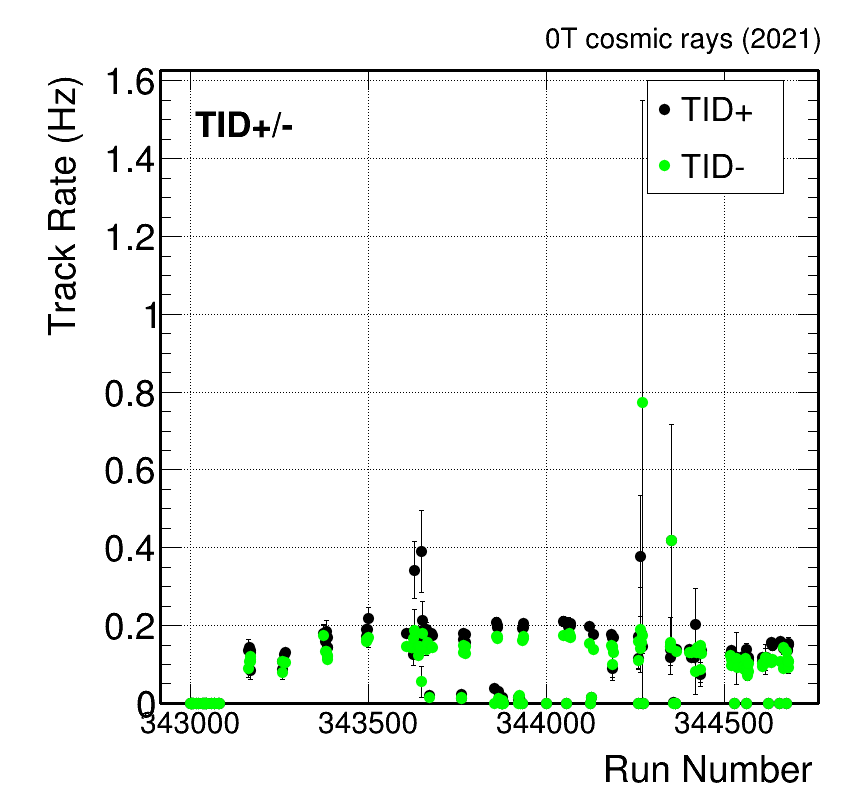 0T cosmic rays (2021)
Track Rate (Hz)
TID+/-
TID+
TID-
1.6
1.4
1.2
1
0.8
0.6
0.4
0.2
0
343000 343500 344000 344500
Run Number